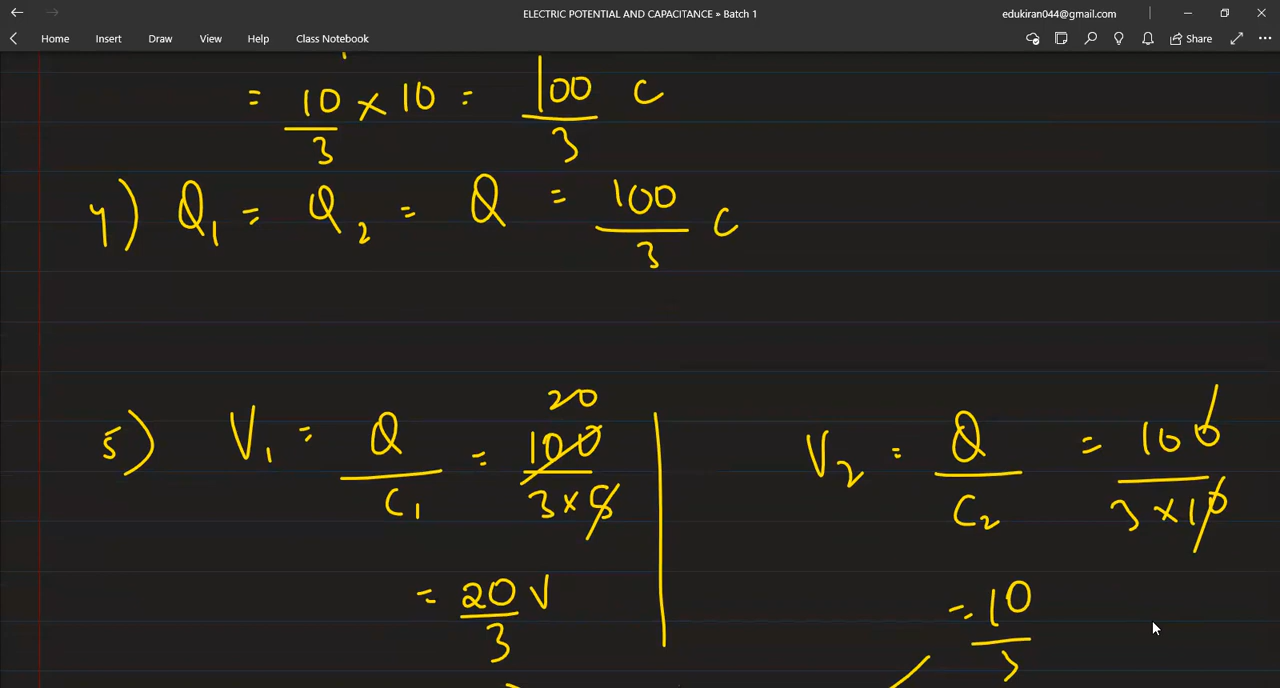 ELECTRIC POTENTIAL AND CAPACITANCE » Batch 1
edukiran044@gmail.com
Home Insert Draw View Help Class Notebook
Share
= 10/3 × 10 = 100/3 C
4) Q1 = Q2 = Q = 100/3 C
5) V1 = Q/C1 = 100/3×5 20
= 20/3 V
V2 = Q/C2 = 100/3×10
= 10/3